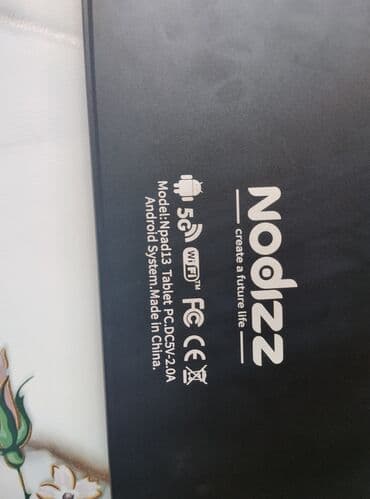 Nodizz
create a future life
5G WiFi™ FC CE
Model:Npad13 Tablet PC.DC5V-2.0A
Android System.Made in China.